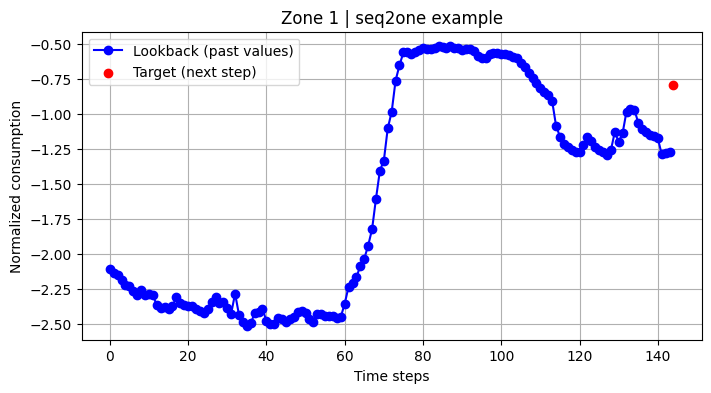 Zone 1 | seq2one example
Lookback (past values)
Target (next step)
Normalized consumption
−0.50
−0.75
−1.00
−1.25
−1.50
−1.75
−2.00
−2.25
−2.50
0 20 40 60 80 100 120 140
Time steps